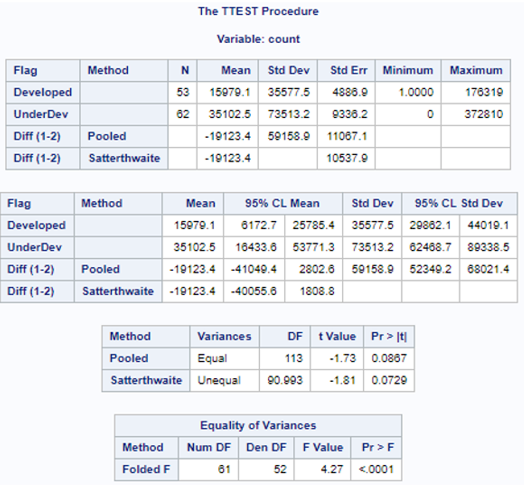 The TTEST Procedure
Variable: count
Flag Method N Mean Std Dev Std Err Minimum Maximum
Developed 53 15979.1 35577.5 4886.9 1.0000 176319
UnderDev 62 35102.5 73513.2 9336.2 0 372810
Diff (1-2) Pooled -19123.4 59158.9 11067.1
Diff (1-2) Satterthwaite -19123.4 10537.9
Flag Method Mean 95% CL Mean Std Dev 95% CL Std Dev
Developed 15979.1 6172.7 25785.4 35577.5 29862.1 44019.1
UnderDev 35102.5 16433.6 53771.3 73513.2 62468.7 89338.5
Diff (1-2) Pooled -19123.4 -41049.4 2802.6 59158.9 52349.2 68021.4
Diff (1-2) Satterthwaite -19123.4 -40055.6 1808.8
Method Variances DF t Value Pr > |t|
Pooled Equal 113 -1.73 0.0867
Satterthwaite Unequal 90.993 -1.81 0.0729
Equality of Variances
Method Num DF Den DF F Value Pr > F
Folded F 61 52 4.27 <.0001